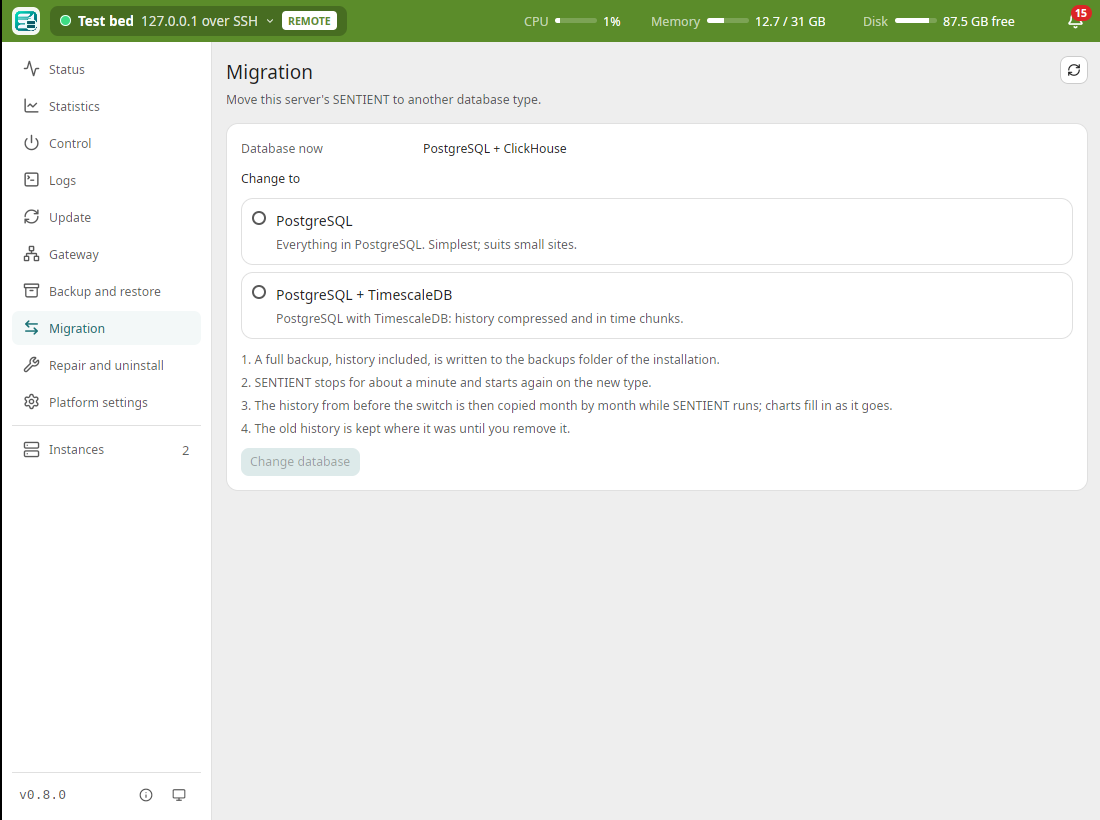 Test bed 127.0.0.1 over SSH REMOTE CPU 1% Memory 12.7 / 31 GB Disk 87.5 GB free 15
Status
Statistics
Control
Logs
Update
Gateway
Backup and restore
Migration
Repair and uninstall
Platform settings
Instances 2
v0.8.0
Migration
Move this server's SENTIENT to another database type.
Database now PostgreSQL + ClickHouse
Change to
PostgreSQL
Everything in PostgreSQL. Simplest; suits small sites.
PostgreSQL + TimescaleDB
PostgreSQL with TimescaleDB: history compressed and in time chunks.
1. A full backup, history included, is written to the backups folder of the installation.
2. SENTIENT stops for about a minute and starts again on the new type.
3. The history from before the switch is then copied month by month while SENTIENT runs; charts fill in as it goes.
4. The old history is kept where it was until you remove it.
Change database